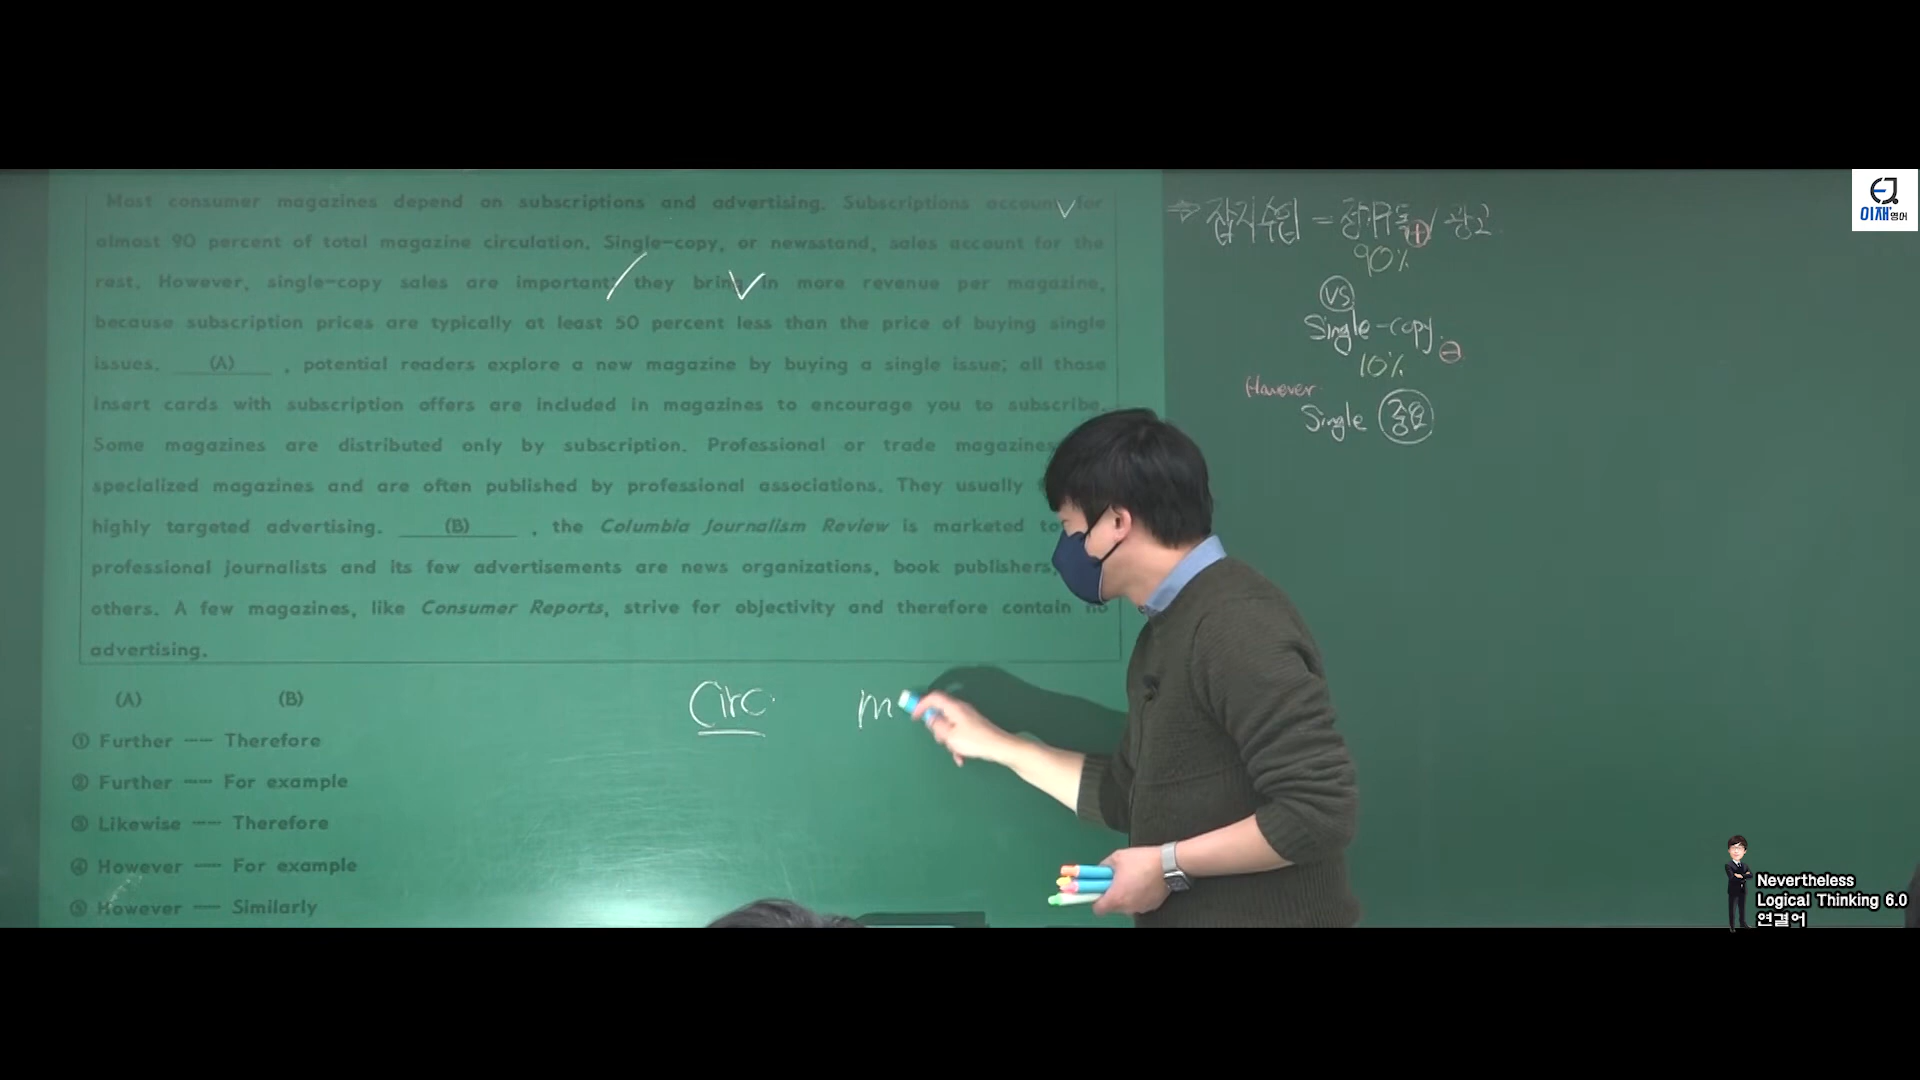 Most consumer magazines depend on subscriptions and advertising. Subscriptions account for
almost 90 percent of total magazine circulation. Single-copy, or newsstand, sales account for the
rest. However, single-copy sales are important; they bring in more revenue per magazine,
because subscription prices are typically at least 50 percent less than the price of buying single
issues. (A) , potential readers explore a new magazine by buying a single issue; all those
insert cards with subscription offers are included in magazines to encourage you to subscribe.
Some magazines are distributed only by subscription. Professional or trade magazines
specialized magazines and are often published by professional associations. They usually
highly targeted advertising. (B) , the Columbia Journalism Review is marketed to
professional journalists and its few advertisements are news organizations, book publishers,
others. A few magazines, like Consumer Reports, strive for objectivity and therefore contain no
advertising.
(A) (B)
① Further ── Therefore
② Further ── For example
③ Likewise ── Therefore
④ However ── For example
⑤ However ── Similarly
Circ. m
⇒ 잡지수입 = 정기구독 / 광고.
90%
VS
Single-copy.
10%
However
Single 중요
EJ
이재영어
Nevertheless
Logical Thinking 6.0
연결어